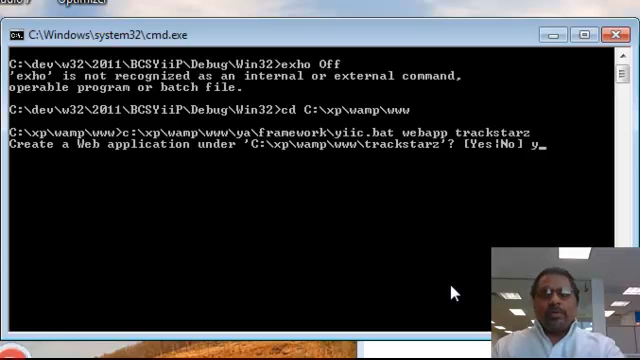 Optimizer
C:\Windows\system32\cmd.exe
C:\dev\w32\2011\BCSYiiP\Debug\Win32>exho Off
'exho' is not recognized as an internal or external command,
operable program or batch file.
C:\dev\w32\2011\BCSYiiP\Debug\Win32>cd C:\xp\wamp\www
C:\xp\wamp\www>c:\xp\wamp\www\ya\framework\yiic.bat webapp trackstarz
Create a Web application under 'C:\xp\wamp\www\trackstarz'? [Yes|No] y_